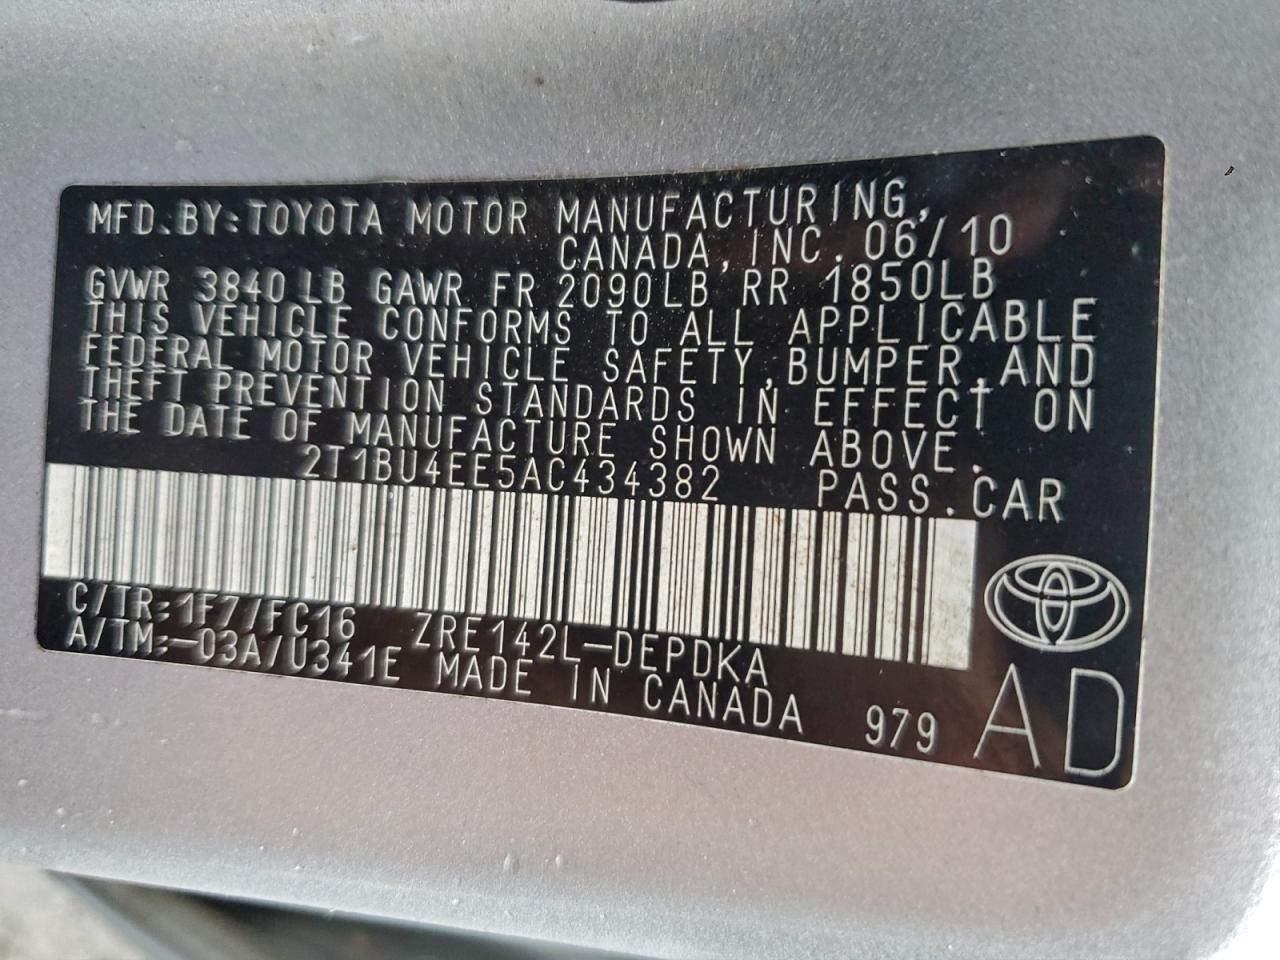 MFD.BY:TOYOTA MOTOR MANUFACTURING,
CANADA,INC. 06/10
GVWR 3840LB GAWR FR 2090LB RR 1850LB
THIS VEHICLE CONFORMS TO ALL APPLICABLE
FEDERAL MOTOR VEHICLE SAFETY,BUMPER,AND
THEFT PREVENTION STANDARDS IN EFFECT ON
THE DATE OF MANUFACTURE SHOWN ABOVE.
2T1BU4EE5AC434382 PASS.CAR
C/TR:1F7/FC16 ZRE142L-DEPDKA
A/TM:-03A/U341E MADE IN CANADA 979
AD